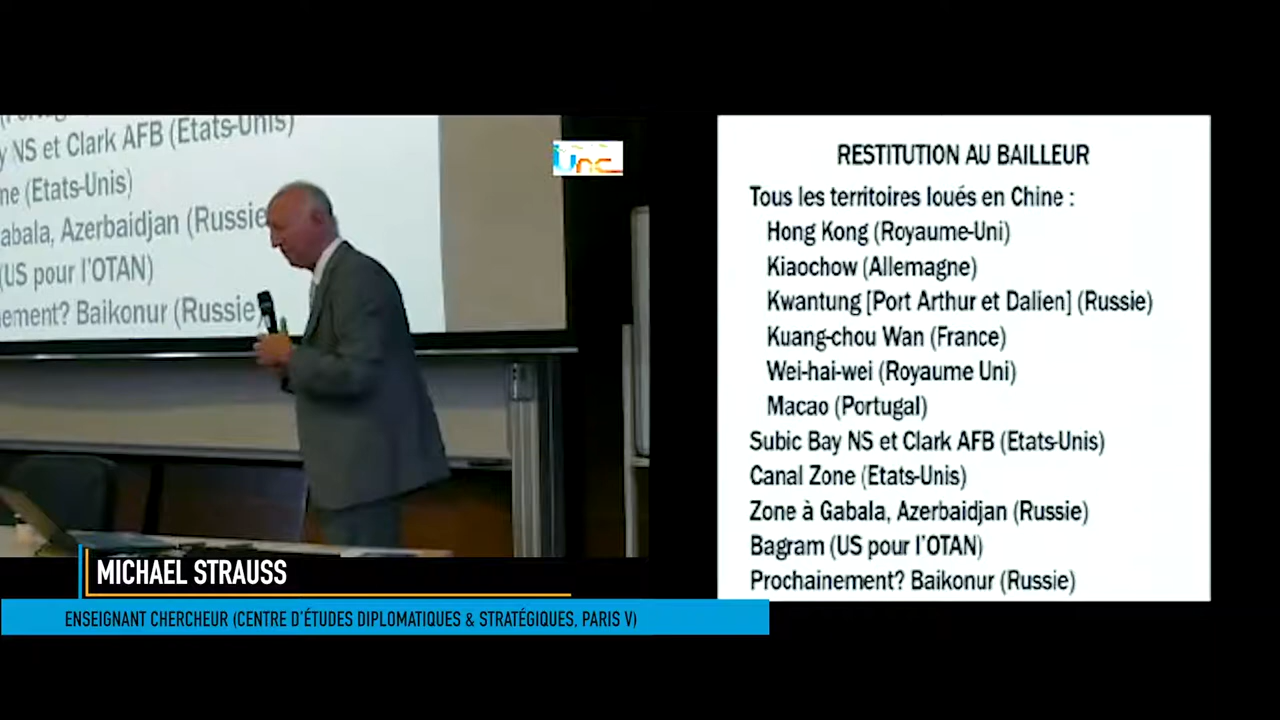 y NS et Clark AFB (Etats-Unis)
ne (Etats-Unis)
abala, Azerbaidjan (Russie
(US pour l'OTAN)
ement? Baikonur (Russie
Unc
MICHAEL STRAUSS
ENSEIGNANT CHERCHEUR (CENTRE D'ÉTUDES DIPLOMATIQUES & STRATÉGIQUES, PARIS V)
RESTITUTION AU BAILLEUR
Tous les territoires loués en Chine :
Hong Kong (Royaume-Uni)
Kiaochow (Allemagne)
Kwantung [Port Arthur et Dalien] (Russie)
Kuang-chou Wan (France)
Wei-hai-wei (Royaume Uni)
Macao (Portugal)
Subic Bay NS et Clark AFB (Etats-Unis)
Canal Zone (Etats-Unis)
Zone à Gabala, Azerbaidjan (Russie)
Bagram (US pour l'OTAN)
Prochainement? Baikonur (Russie)